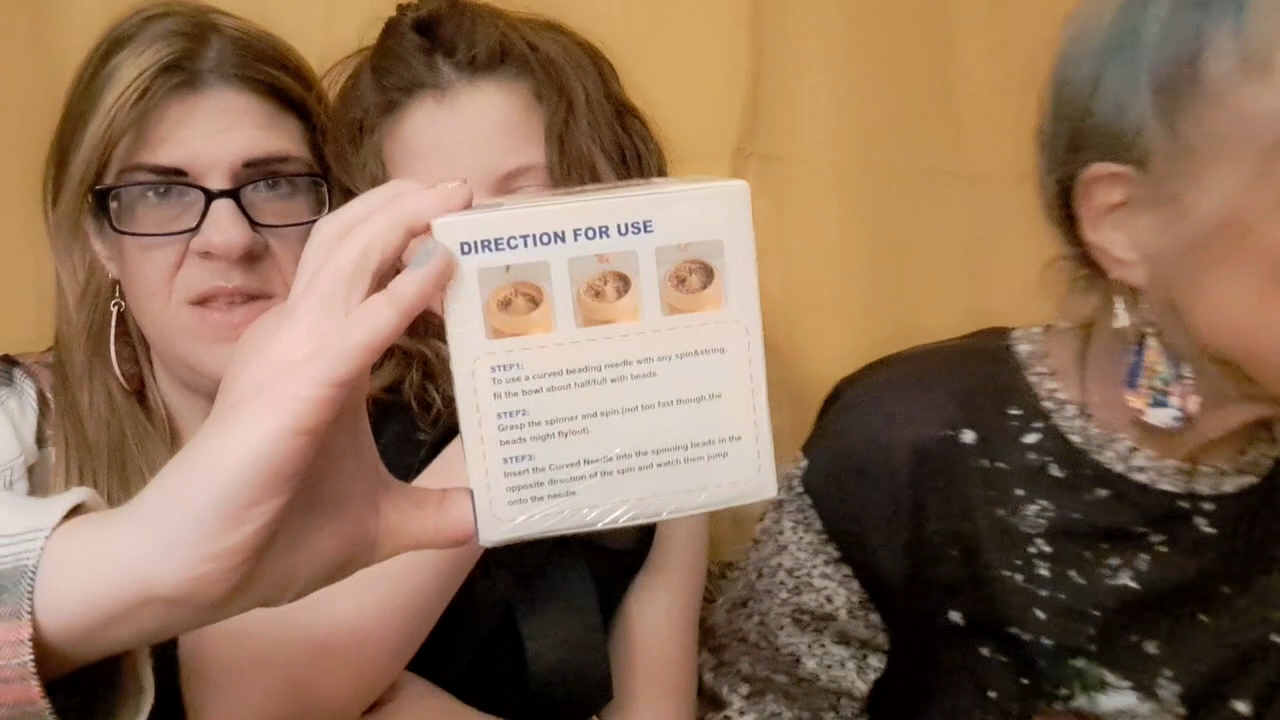 DIRECTION FOR USE
STEP1:
To use a curved beading needle with any spin&string,
fil the bowl about half/full with beads.
STEP2:
Grasp the spinner and spin.(not too fast though,the
beads might fly/out).
STEP3:
Insert the Curved Needle into the spinning beads in the
opposite direction of the spin and watch them jump
onto the needle.